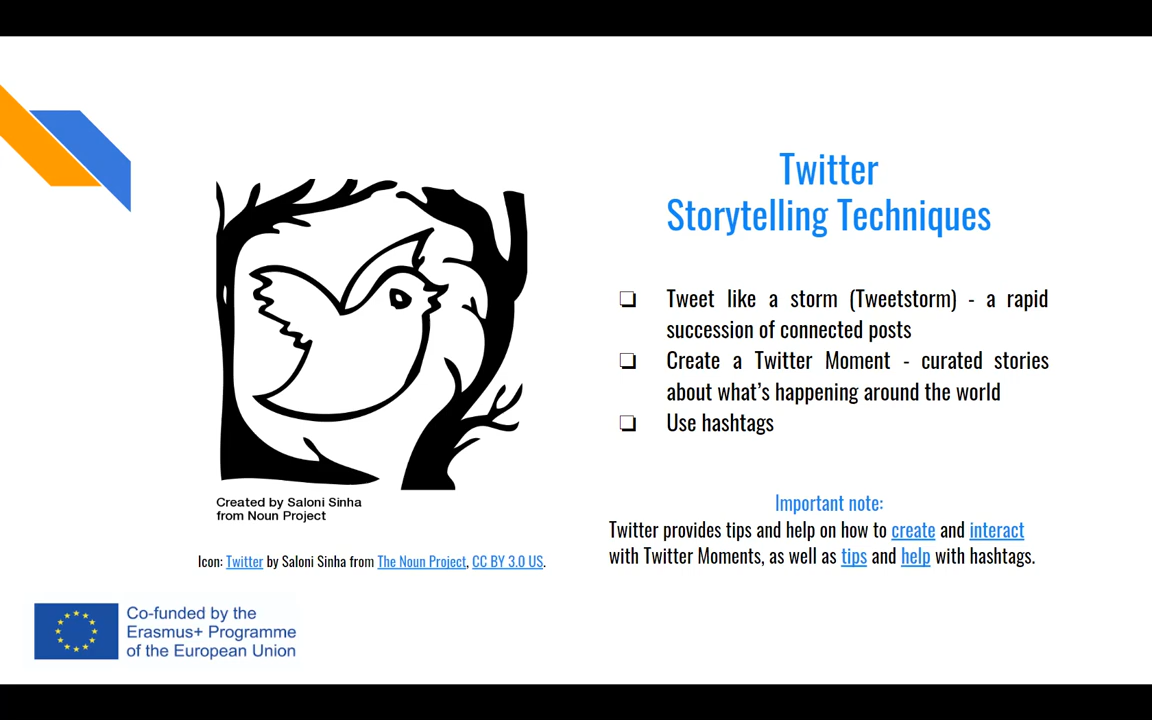 Twitter
Storytelling Techniques
❏ Tweet like a storm (Tweetstorm) - a rapid
succession of connected posts
❏ Create a Twitter Moment - curated stories
about what’s happening around the world
❏ Use hashtags
Important note:
Twitter provides tips and help on how to create and interact
with Twitter Moments, as well as tips and help with hashtags.
Created by Saloni Sinha
from Noun Project
Icon: Twitter by Saloni Sinha from The Noun Project, CC BY 3.0 US.
Co-funded by the
Erasmus+ Programme
of the European Union